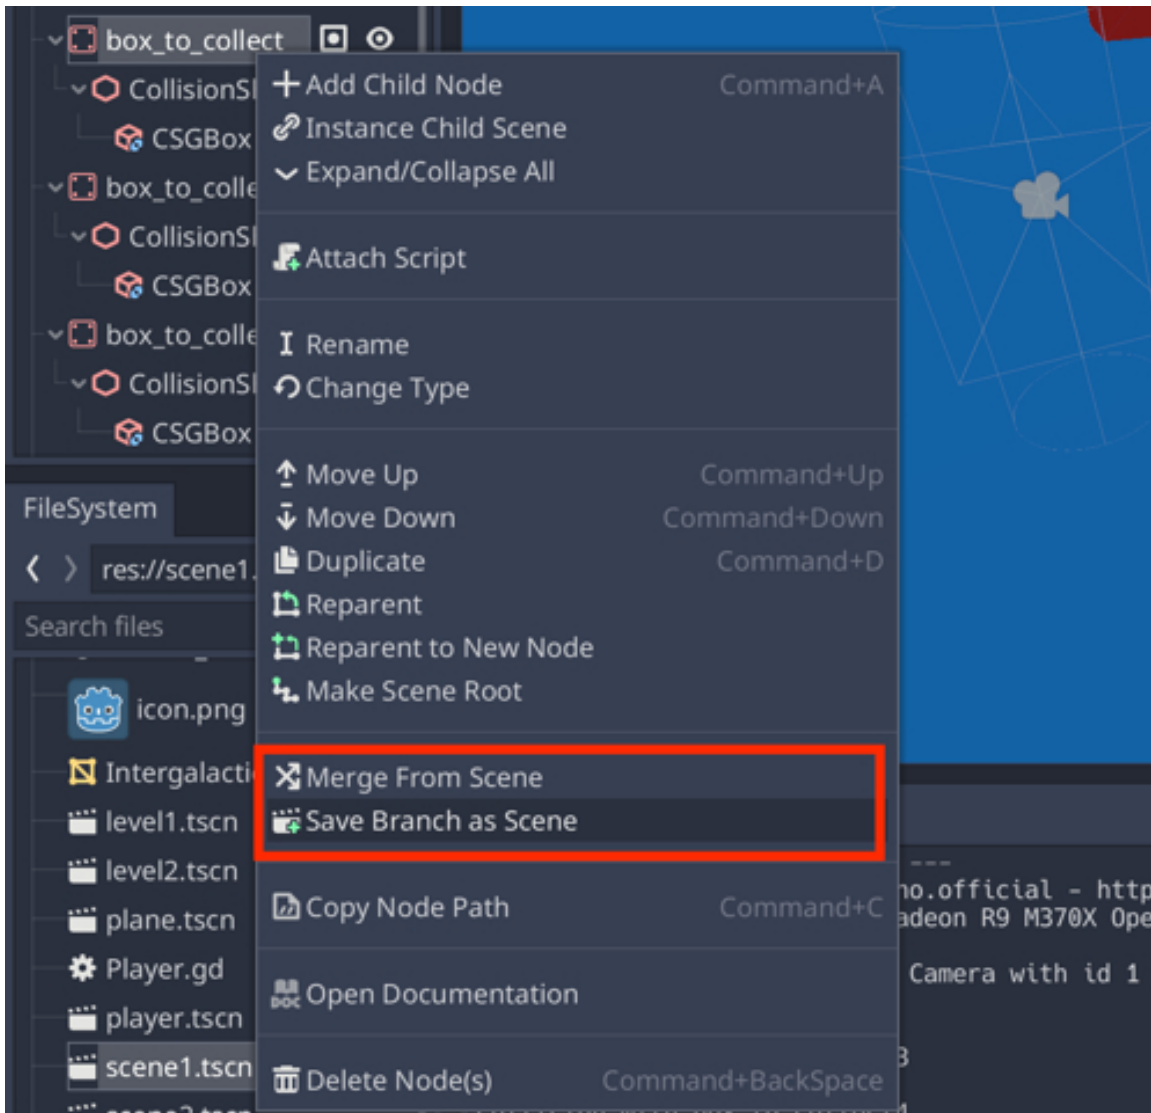 box_to_collect
CollisionS
CSGBox
box_to_colle
CollisionS
CSGBox
box_to_colle
CollisionS
CSGBox
Add Child Node Command+A
Instance Child Scene
Expand/Collapse All
Attach Script
Rename
Change Type
Move Up Command+Up
Move Down Command+Down
Duplicate Command+D
Reparent
Reparent to New Node
Make Scene Root
Merge From Scene
Save Branch as Scene
Copy Node Path Command+C
Open Documentation
Delete Node(s) Command+BackSpace
FileSystem
res://scene1.
Search files
icon.png
Intergalacti
level1.tscn
level2.tscn
plane.tscn
Player.gd
player.tscn
scene1.tscn
---
no.official - http
adeon R9 M370X Ope
Camera with id 1